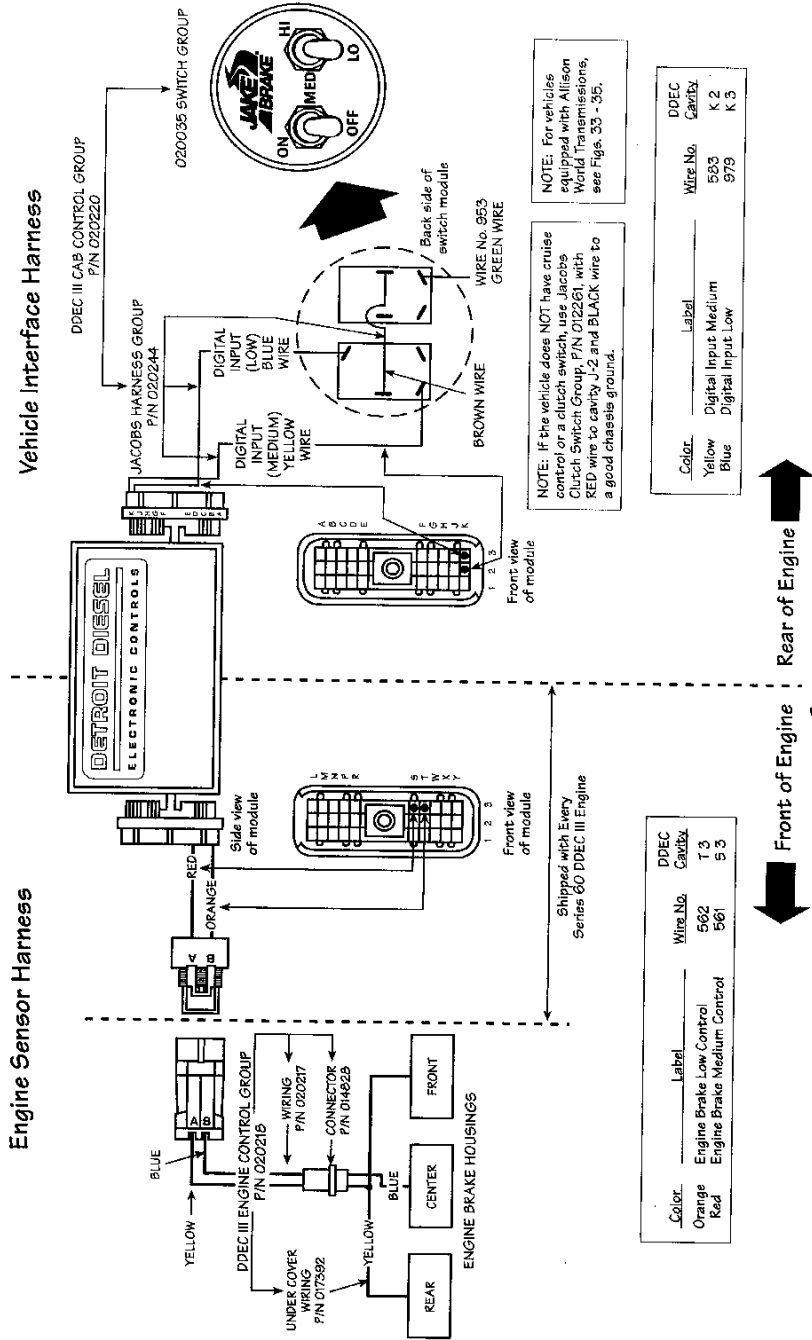 Engine Sensor Harness
Vehicle Interface Harness
DDEC III CAB CONTROL GROUP
P/N 020220
020035 SWITCH GROUP
JACOBS HARNESS GROUP
P/N 020244
DETROIT DIESEL
ELECTRONIC CONTROLS
K
J
H
G
F
E
D
C
B
A
DIGITAL
INPUT
(LOW)
BLUE
WIRE
DIGITAL
INPUT
(MEDIUM)
YELLOW
WIRE
JAKE
BRAKE
ON
OFF
MED
HI
LO
Back side of
switch module
WIRE No. 953
GREEN WIRE
BROWN WIRE
A
B
C
D
E
F
G
H
J
K
1 2 3
Front view
of module
RED
ORANGE
A
B
Side view
of module
L
M
N
P
R
S
T
W
X
Y
1 2 3
Front view
of module
Shipped with Every
Series 60 DDEC III Engine
BLUE
YELLOW
A
B
DDEC III ENGINE CONTROL GROUP
P/N 020218
WIRING
P/N 020217
CONNECTOR
P/N 014828
UNDER COVER
WIRING
P/N 017392
YELLOW
BLUE
REAR
CENTER
FRONT
ENGINE BRAKE HOUSINGS
NOTE: If the vehicle does NOT have cruise
control or a clutch switch, use Jacobs
Clutch Switch Group, P/N 012261, with
RED wire to cavity J-2 and BLACK wire to
a good chassis ground.
NOTE: For vehicles
equipped with Allison
World Transmissions,
see Figs. 33 - 35.
Color Label Wire No. DDEC Cavity
Orange Engine Brake Low Control 562 T3
Red Engine Brake Medium Control 561 S3
Color Label Wire No. DDEC Cavity
Yellow Digital Input Medium 583 K2
Blue Digital Input Low 979 K3
Front of Engine
Rear of Engine